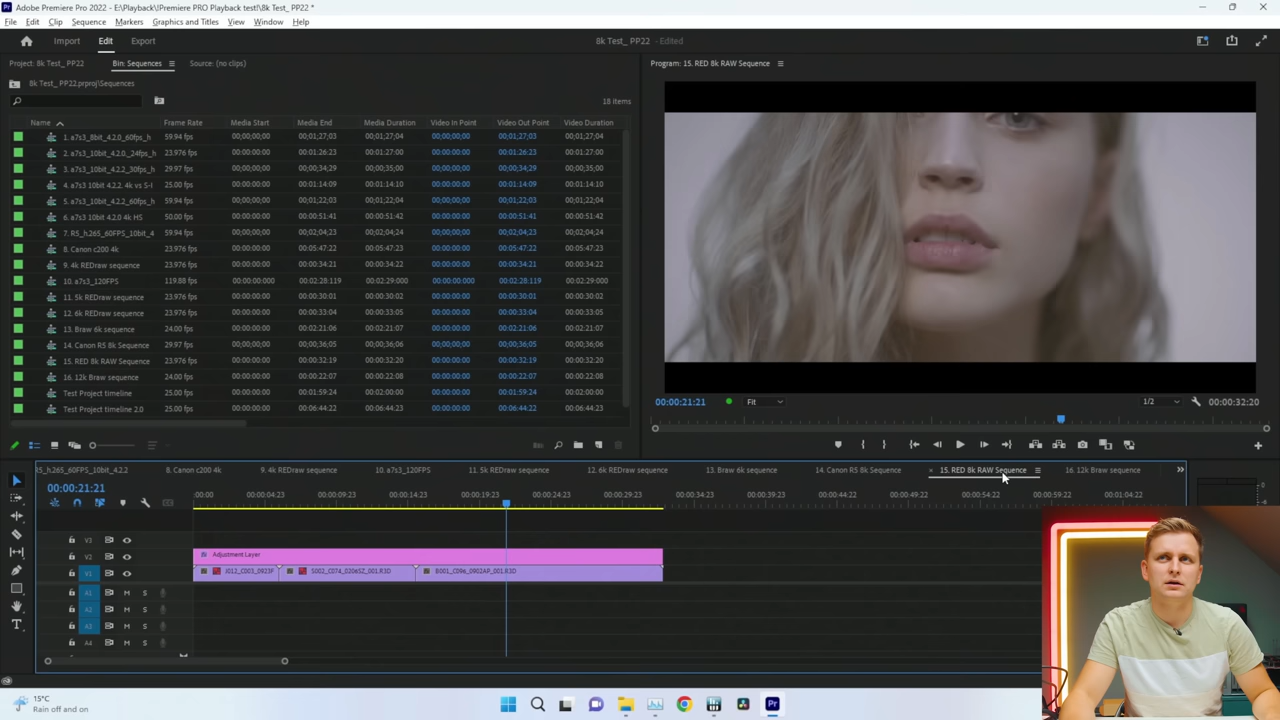 Adobe Premiere Pro 2022 - E:\Playback\!Premiere PRO Playback test!\8k Test_ PP22 *
File Edit Clip Sequence Markers Graphics and Titles View Window Help
Import Edit Export 8k Test_ PP22 - Edited
Project: 8k Test_ PP22 Bin: Sequences Source: (no clips) Program: 15. RED 8k RAW Sequence
8k Test_ PP22.prproj\Sequences
18 items
Name Frame Rate Media Start Media End Media Duration Video In Point Video Out Point Video Duration
1. a7s3_8bit_4.2.0_60fps_h 59.94 fps 00;00;00;00 00;01;27;03 00;01;27;04 00;00;00;00 00;01;27;03 00;01;27;04
2. a7s3_10bit_4.2.0._24fps_h 23.976 fps 00:00:00:00 00:01:26:23 00:01:27:00 00:00:00:00 00:01:26:23 00:01:27:00
3. a7s3_10bit_4.2.2_30fps_h 29.97 fps 00;00;00;00 00;00;34;29 00;00;35;00 00;00;00;00 00;00;34;29 00;00;35;00
4. a7s3 10bit 4.2.2. 4k vs S-I 25.00 fps 00:00:00:00 00:01:14:09 00:01:14:10 00:00:00:00 00:01:14:09 00:01:14:10
5. a7s3_10bit_4.2.2_60fps_h 59.94 fps 00;00;00;00 00;01;22;03 00;01;22;04 00;00;00;00 00;01;22;03 00;01;22;04
6. a7s3 10bit 4.2.0 4k HS 50.00 fps 00:00:00:00 00:00:51:41 00:00:51:42 00:00:00:00 00:00:51:41 00:00:51:42
7. R5_h.265_60FPS_10bit_4 59.94 fps 00;00;00;00 00;02;04;23 00;02;04;24 00;00;00;00 00;02;04;23 00;02;04;24
8. Canon c200 4k 23.976 fps 00:00:00:00 00:05:47:22 00:05:47:23 00:00:00:00 00:05:47:22 00:05:47:23
9. 4k REDraw sequence 23.976 fps 00:00:00:00 00:00:34:21 00:00:34:22 00:00:00:00 00:00:34:21 00:00:34:22
10. a7s3_120FPS 119.88 fps 00:00:00:000 00:02:28:119 00:02:29:000 00:00:00:000 00:02:28:119 00:02:29:000
11. 5k REDraw sequence 23.976 fps 00:00:00:00 00:00:30:01 00:00:30:02 00:00:00:00 00:00:30:01 00:00:30:02
12. 6k REDraw sequence 23.976 fps 00:00:00:00 00:00:33:04 00:00:33:05 00:00:00:00 00:00:33:04 00:00:33:05
13. Braw 6k sequence 24.00 fps 00:00:00:00 00:02:21:06 00:02:21:07 00:00:00:00 00:02:21:06 00:02:21:07
14. Canon R5 8k Sequence 29.97 fps 00;00;00;00 00;00;36;05 00;00;36;06 00;00;00;00 00;00;36;05 00;00;36;06
15. RED 8k RAW Sequence 23.976 fps 00:00:00:00 00:00:32:19 00:00:32:20 00:00:00:00 00:00:32:19 00:00:32:20
16. 12k Braw sequence 24.00 fps 00:00:00:00 00:00:22:07 00:00:22:08 00:00:00:00 00:00:22:07 00:00:22:08
Test Project timeline 25.00 fps 00:00:00:00 00:01:59:24 00:02:00:00 00:00:00:00 00:01:59:24 00:02:00:00
Test Project timeline 2.0 25.00 fps 00:00:00:00 00:06:44:22 00:06:44:23 00:00:00:00 00:06:44:22 00:06:44:23
00:00:21:21 Fit 1/2 00:00:32:20
R5_h.265_60FPS_10bit_4.2.2 8. Canon c200 4k 9. 4k REDraw sequence 10. a7s3_120FPS 11. 5k REDraw sequence 12. 6k REDraw sequence 13. Braw 6k sequence 14. Canon R5 8k Sequence × 15. RED 8k RAW Sequence 16. 12k Braw sequence
00:00:21:21
:00:00 00:00:04:23 00:00:09:23 00:00:14:23 00:00:19:23 00:00:24:23 00:00:29:23 00:00:34:23 00:00:39:23 00:00:44:22 00:00:49:22 00:00:54:22 00:00:59:22 00:01:04:22
0
V3
V2 Adjustment Layer
V1 J012_C003_0923F S002_C074_0206SZ_001.R3D B001_C096_0902AP_001.R3D
A1 M S
A2 M S
A3 M S
A4 M S
15°C
Rain off and on